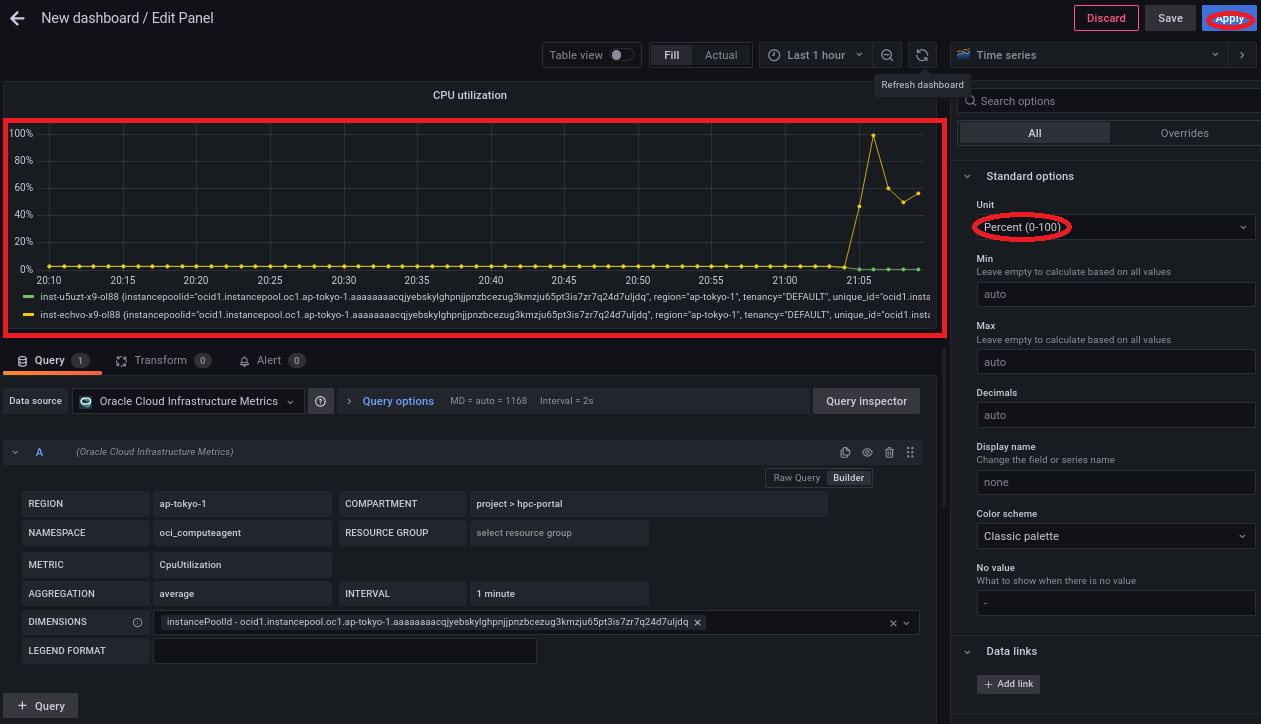 New dashboard / Edit Panel
Discard
Save
Apply
Table view
Fill
Actual
Last 1 hour
Time series
Refresh dashboard
CPU utilization
Search options
All
Overrides
100%
80%
60%
40%
20%
0%
20:10 20:15 20:20 20:25 20:30 20:35 20:40 20:45 20:50 20:55 21:00 21:05
inst-u5uzt-x9-ol88 {instancepoolid="ocid1.instancepool.oc1.ap-tokyo-1.aaaaaaaacqjyebskylghpnjjpnzbcezug3kmzju65pt3is7zr7q24d7uljdq", region="ap-tokyo-1", tenancy="DEFAULT", unique_id="ocid1.insta
inst-echvo-x9-ol88 {instancepoolid="ocid1.instancepool.oc1.ap-tokyo-1.aaaaaaaacqjyebskylghpnjjpnzbcezug3kmzju65pt3is7zr7q24d7uljdq", region="ap-tokyo-1", tenancy="DEFAULT", unique_id="ocid1.insta
Standard options
Unit
Percent (0-100)
Min
Leave empty to calculate based on all values
auto
Max
Leave empty to calculate based on all values
auto
Decimals
auto
Display name
Change the field or series name
none
Color scheme
Classic palette
No value
What to show when there is no value
-
Data links
+ Add link
Query 1
Transform 0
Alert 0
Data source
Oracle Cloud Infrastructure Metrics
Query options
MD = auto = 1168
Interval = 2s
Query inspector
A
(Oracle Cloud Infrastructure Metrics)
Raw Query
Builder
REGION
ap-tokyo-1
COMPARTMENT
project > hpc-portal
NAMESPACE
oci_computeagent
RESOURCE GROUP
select resource group
METRIC
CpuUtilization
AGGREGATION
average
INTERVAL
1 minute
DIMENSIONS
instancePoolId - ocid1.instancepool.oc1.ap-tokyo-1.aaaaaaaacqjyebskylghpnjjpnzbcezug3kmzju65pt3is7zr7q24d7uljdq
LEGEND FORMAT
+ Query